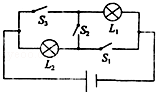 S₃ L₁
S₂
L₂ S₁